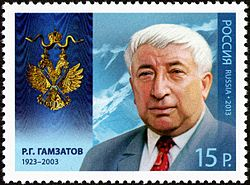 РОССИЯ
RUSSIA • 2013
Р.Г. ГАМЗАТОВ
1923–2003
15 Р.